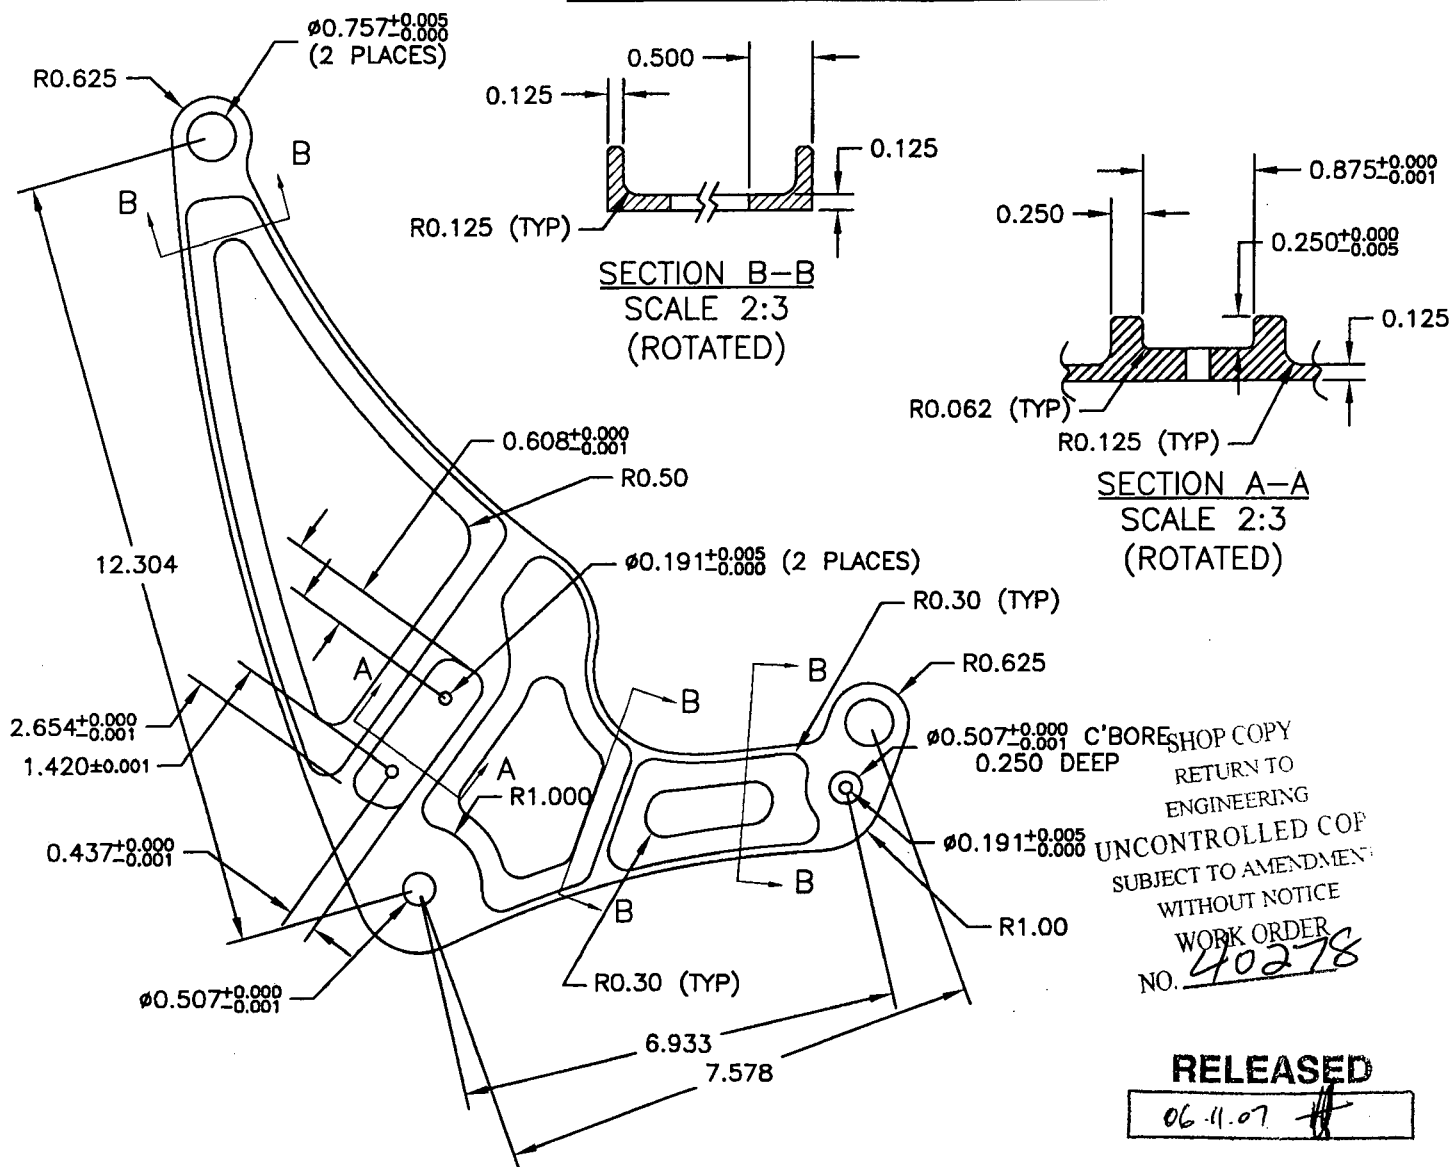 ø0.757+0.005
-0.000
(2 PLACES)
R0.625
B
B
0.500
0.125
0.125
R0.125 (TYP)
SECTION B-B
SCALE 2:3
(ROTATED)
0.875+0.000
-0.001
0.250
0.250+0.000
-0.005
0.125
R0.062 (TYP)
R0.125 (TYP)
SECTION A-A
SCALE 2:3
(ROTATED)
0.608+0.000
-0.001
R0.50
12.304
ø0.191+0.005
-0.000 (2 PLACES)
R0.30 (TYP)
R0.625
A
A
B
B
2.654+0.000
-0.001
1.420±0.001
R1.000
ø0.507+0.000
-0.001 C'BORE
0.250 DEEP
0.437+0.000
-0.001
ø0.191+0.005
-0.000
B
B
R1.00
R0.30 (TYP)
ø0.507+0.000
-0.001
6.933
7.578
SHOP COPY
RETURN TO
ENGINEERING
UNCONTROLLED COP
SUBJECT TO AMENDMEN
WITHOUT NOTICE
WORK ORDER
NO. 40278
RELEASED
06.11.07